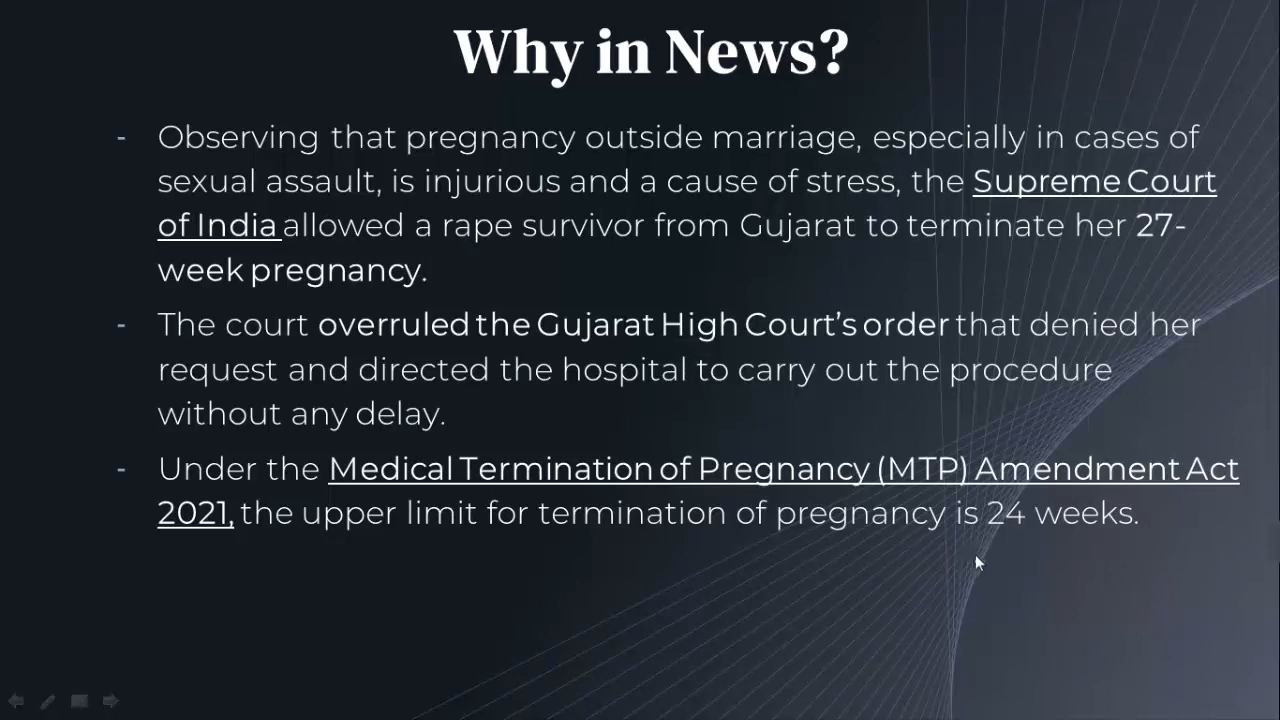 Why in News?
- Observing that pregnancy outside marriage, especially in cases of
sexual assault, is injurious and a cause of stress, the Supreme Court
of India allowed a rape survivor from Gujarat to terminate her 27-
week pregnancy.
- The court overruled the Gujarat High Court’s order that denied her
request and directed the hospital to carry out the procedure
without any delay.
- Under the Medical Termination of Pregnancy (MTP) Amendment Act
2021, the upper limit for termination of pregnancy is 24 weeks.